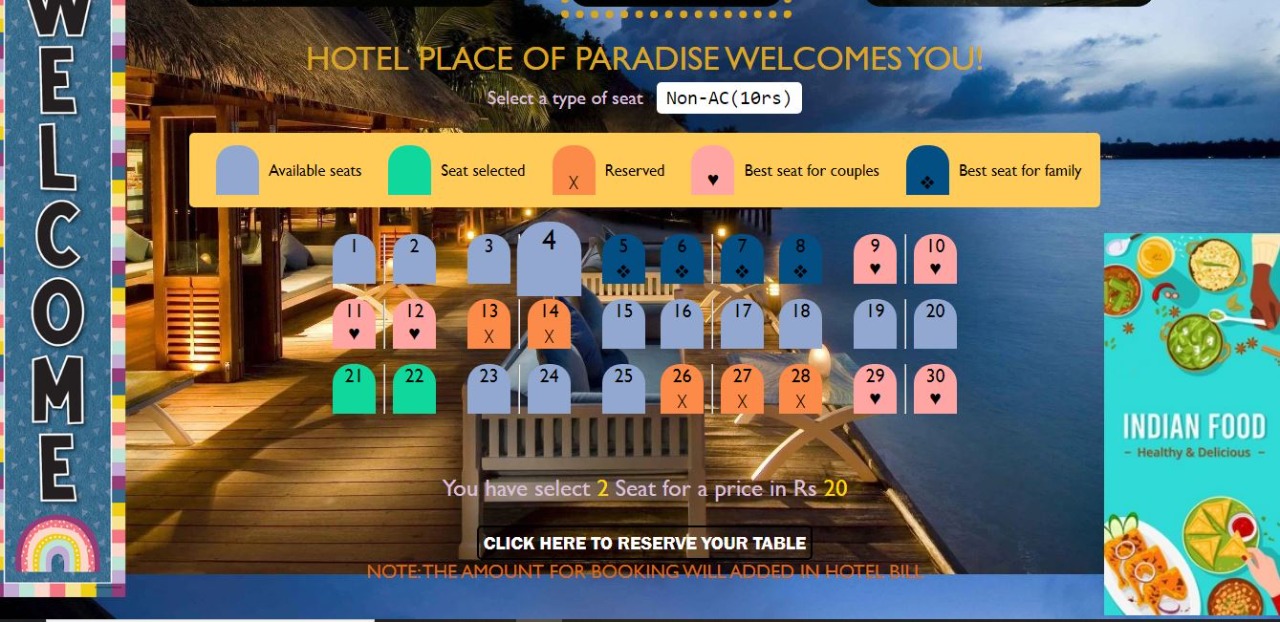 WELCOME
HOTEL PLACE OF PARADISE WELCOMES YOU!
Select a type of seat Non-AC(10rs)
Available seats Seat selected X Reserved ♥ Best seat for couples ❖ Best seat for family
1 2 3 4 5 6 7 8 9 10
❖ ❖ ❖ ❖ ♥ ♥
11 12 13 14 15 16 17 18 19 20
♥ ♥ X X
21 22 23 24 25 26 27 28 29 30
X X X ♥ ♥
You have select 2 Seat for a price in Rs 20
CLICK HERE TO RESERVE YOUR TABLE
NOTE:THE AMOUNT FOR BOOKING WILL ADDED IN HOTEL BILL
INDIAN FOOD
- Healthy & Delicious -